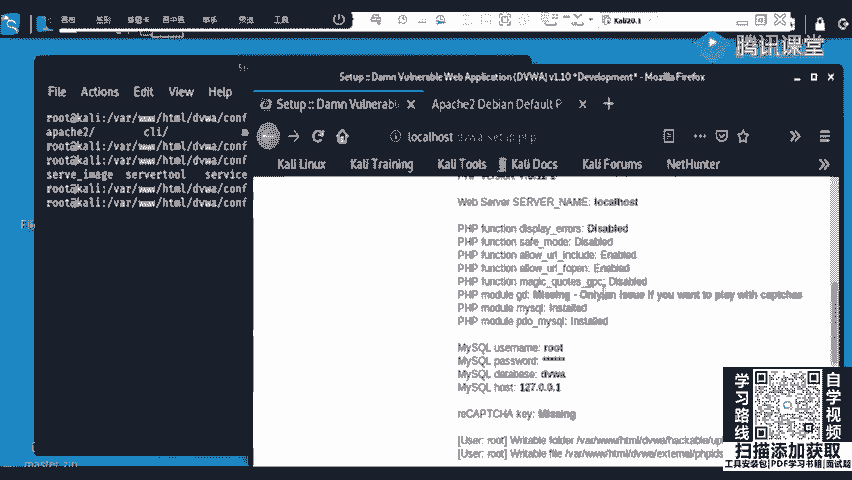 Kali20.1
腾讯课堂
Setup :: Damn Vulnerable Web Application (DVWA) v1.10 *Development* - Mozilla Firefox
File Actions Edit View Help
Setup :: Damn Vulnerabl
Apache2 Debian Default P
root@kali:/var/www/html/dvwa/conf
apache2/ cli/
root@kali:/var/www/html/dvwa/conf
root@kali:/var/www/html/dvwa/conf
serve_image servertool service
root@kali:/var/www/html/dvwa/conf
root@kali:/var/www/html/dvwa/conf
localhost/dvwa/setup.php
Kali Linux Kali Training Kali Tools Kali Docs Kali Forums NetHunter
Web Server SERVER_NAME: localhost
PHP function display_errors: Disabled
PHP function safe_mode: Disabled
PHP function allow_url_include: Enabled
PHP function allow_url_fopen: Enabled
PHP function magic_quotes_gpc: Disabled
PHP module gd: Missing - Only an issue if you want to play with captchas
PHP module mysql: Installed
PHP module pdo_mysql: Installed
MySQL username: root
MySQL password: ******
MySQL database: dvwa
MySQL host: 127.0.0.1
reCAPTCHA key: Missing
[User: root] Writable folder /var/www/html/dvwa/hackable/up
[User: root] Writable file /var/www/html/dvwa/external/phpids
学习路线
自学视频
扫描添加获取
工具安装包|PDF学习书籍|面试题
master.zip